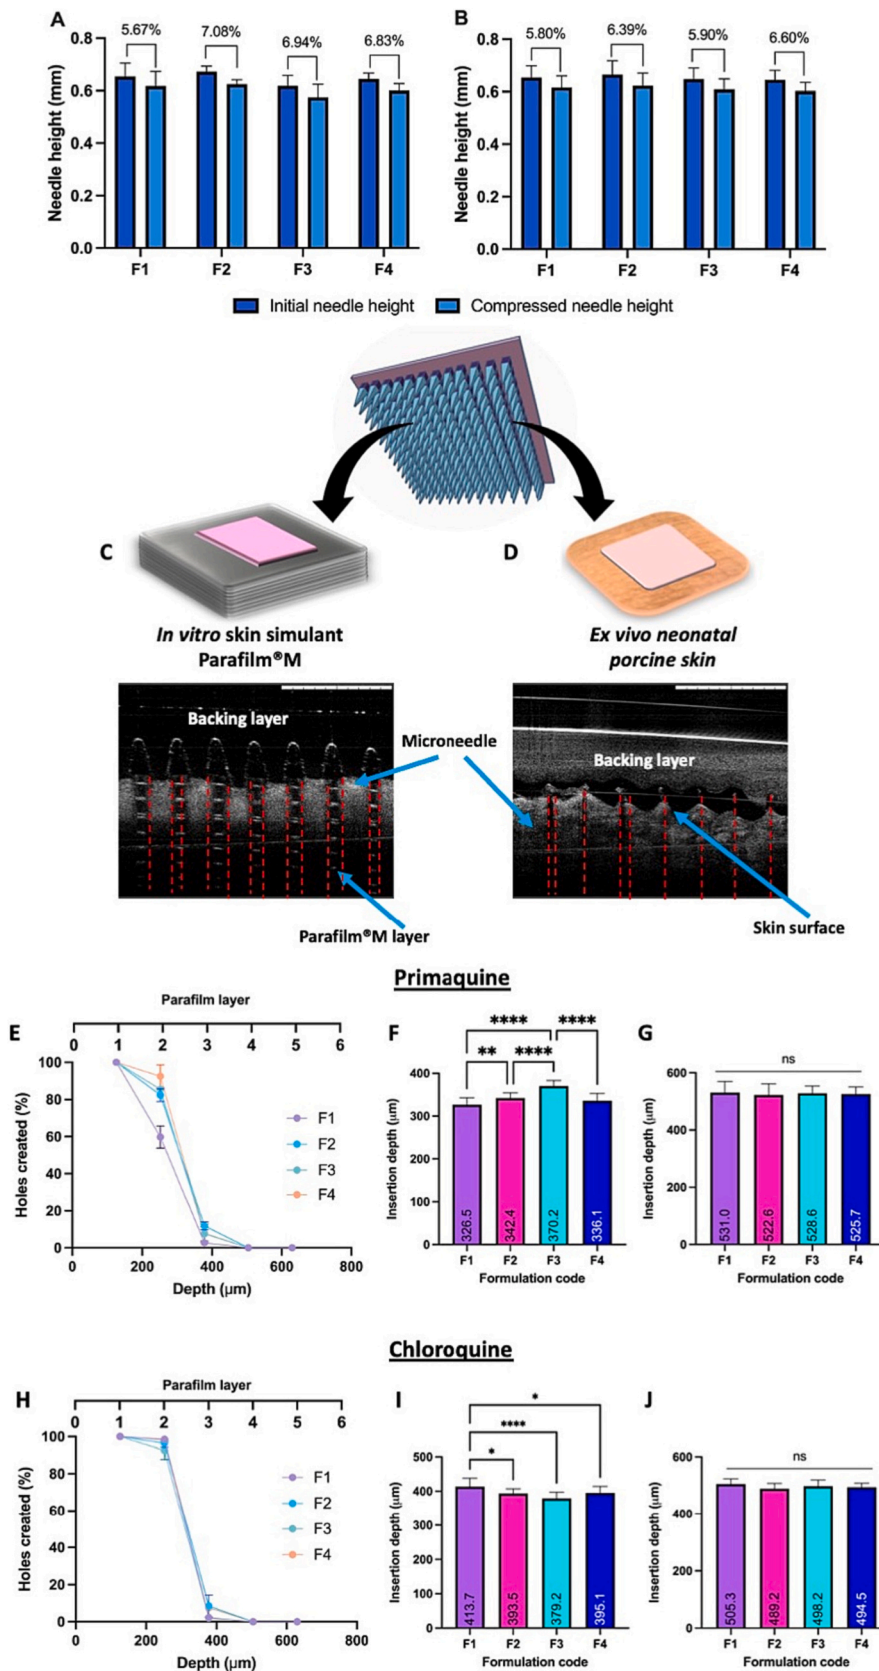 A
5.67%
7.08%
6.94%
6.83%
Needle height (mm)
0.8
0.6
0.4
0.2
0.0
F1
F2
F3
F4
B
5.80%
6.39%
5.90%
6.60%
Needle height (mm)
0.8
0.6
0.4
0.2
0.0
F1
F2
F3
F4
Initial needle height
Compressed needle height
C
In vitro skin simulant
Parafilm®M
D
Ex vivo neonatal
porcine skin
Backing layer
Microneedle
Parafilm®M layer
Backing layer
Skin surface
Primaquine
E
Parafilm layer
0 1 2 3 4 5 6
Holes created (%)
100
80
60
40
20
0
F1
F2
F3
F4
0 200 400 600 800
Depth (µm)
F
**** ****
** ****
Insertion depth (µm)
400
300
200
100
0
326.5
342.4
370.2
336.1
F1 F2 F3 F4
Formulation code
G
ns
Insertion depth (µm)
600
400
200
0
531.0
522.6
528.6
525.7
F1 F2 F3 F4
Formulation code
Chloroquine
H
Parafilm layer
0 1 2 3 4 5 6
Holes created (%)
100
80
60
40
20
0
F1
F2
F3
F4
0 200 400 600 800
Depth (µm)
I
*
****
*
Insertion depth (µm)
500
400
300
200
100
0
413.7
393.5
379.2
395.1
F1 F2 F3 F4
Formulation code
J
ns
Insertion depth (µm)
600
400
200
0
505.3
489.2
498.2
494.5
F1 F2 F3 F4
Formulation code